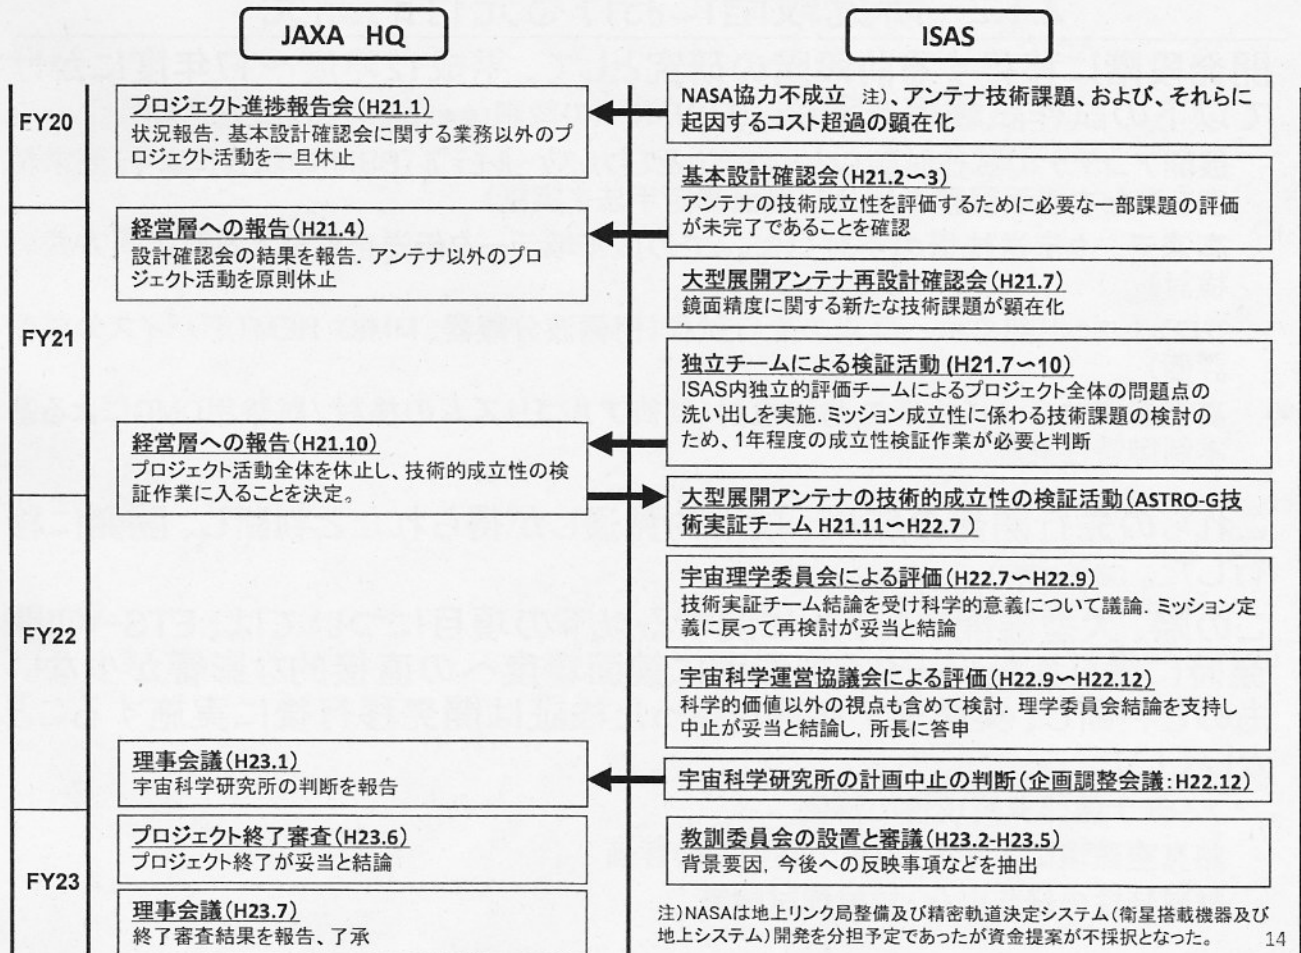 JAXA HQ
ISAS
FY20
FY21
FY22
FY23
プロジェクト進捗報告会(H21.1)
状況報告. 基本設計確認会に関する業務以外のプ
ロジェクト活動を一旦休止
経営層への報告(H21.4)
設計確認会の結果を報告. アンテナ以外のプロ
ジェクト活動を原則休止
経営層への報告(H21.10)
プロジェクト活動全体を休止し、技術的成立性の検
証作業に入ることを決定。
理事会議(H23.1)
宇宙科学研究所の判断を報告
プロジェクト終了審査(H23.6)
プロジェクト終了が妥当と結論
理事会議(H23.7)
終了審査結果を報告、了承
NASA協力不成立 注)、アンテナ技術課題、および、それらに
起因するコスト超過の顕在化
基本設計確認会(H21.2〜3)
アンテナの技術成立性を評価するために必要な一部課題の評価
が未完了であることを確認
大型展開アンテナ再設計確認会(H21.7)
鏡面精度に関する新たな技術課題が顕在化
独立チームによる検証活動 (H21.7〜10)
ISAS内独立的評価チームによるプロジェクト全体の問題点の
洗い出しを実施. ミッション成立性に係わる技術課題の検討の
ため、1年程度の成立性検証作業が必要と判断
大型展開アンテナの技術的成立性の検証活動(ASTRO-G技
術実証チーム H21.11〜H22.7 )
宇宙理学委員会による評価(H22.7〜H22.9)
技術実証チーム結論を受け科学的意義について議論. ミッション定
義に戻って再検討が妥当と結論
宇宙科学運営協議会による評価(H22.9〜H22.12)
科学的価値以外の視点も含めて検討. 理学委員会結論を支持し
中止が妥当と結論し, 所長に答申
宇宙科学研究所の計画中止の判断(企画調整会議:H22.12)
教訓委員会の設置と審議(H23.2-H23.5)
背景要因, 今後への反映事項などを抽出
注)NASAは地上リンク局整備及び精密軌道決定システム(衛星搭載機器及び
地上システム)開発を分担予定であったが資金提案が不採択となった。
14